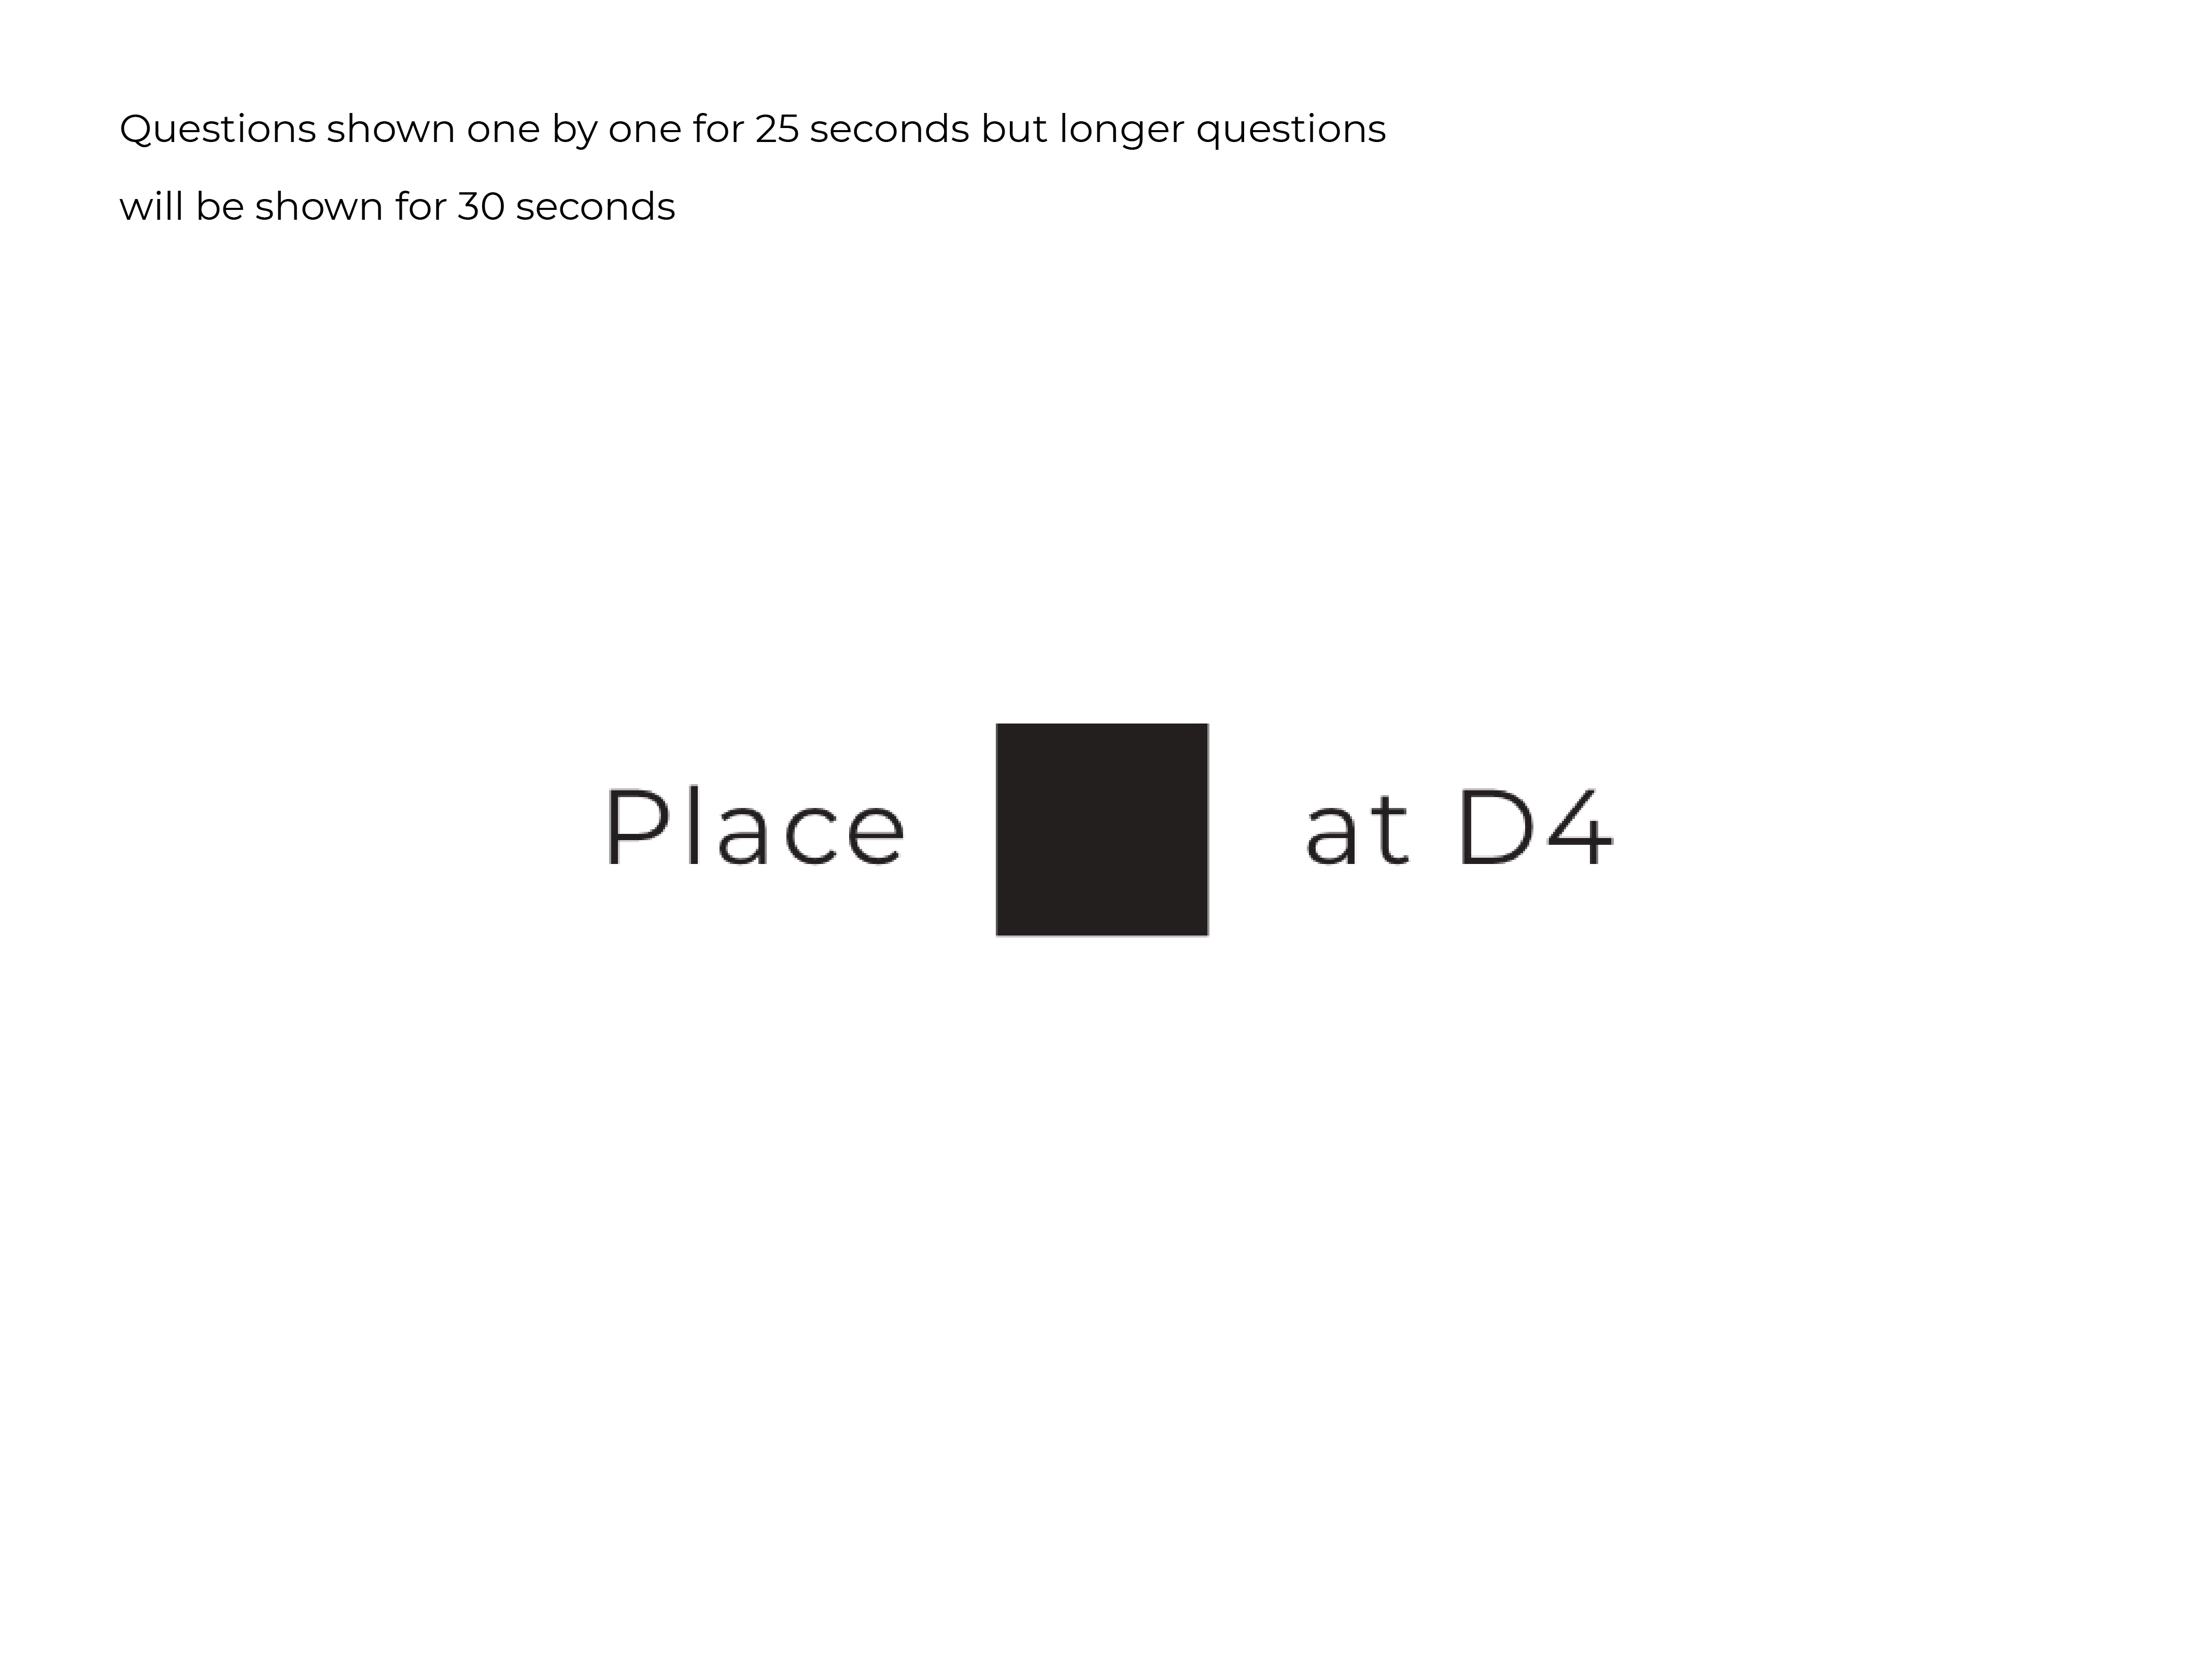 Questions shown one by one for 25 seconds but longer questions
will be shown for 30 seconds
Place at D4